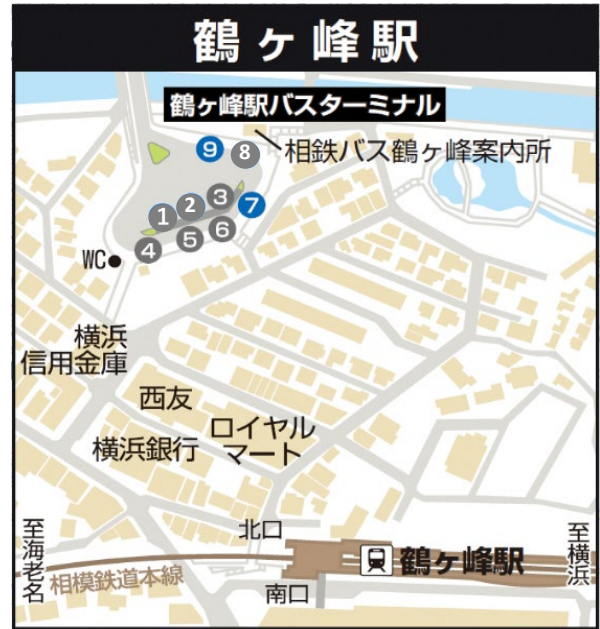 鶴ヶ峰駅
鶴ヶ峰駅バスターミナル
相鉄バス鶴ヶ峰案内所
9
8
3
2
7
1
6
5
4
WC
横浜
信用金庫
西友
ロイヤル
マート
横浜銀行
北口
至海老名
至横浜
鶴ヶ峰駅
相模鉄道本線
南口